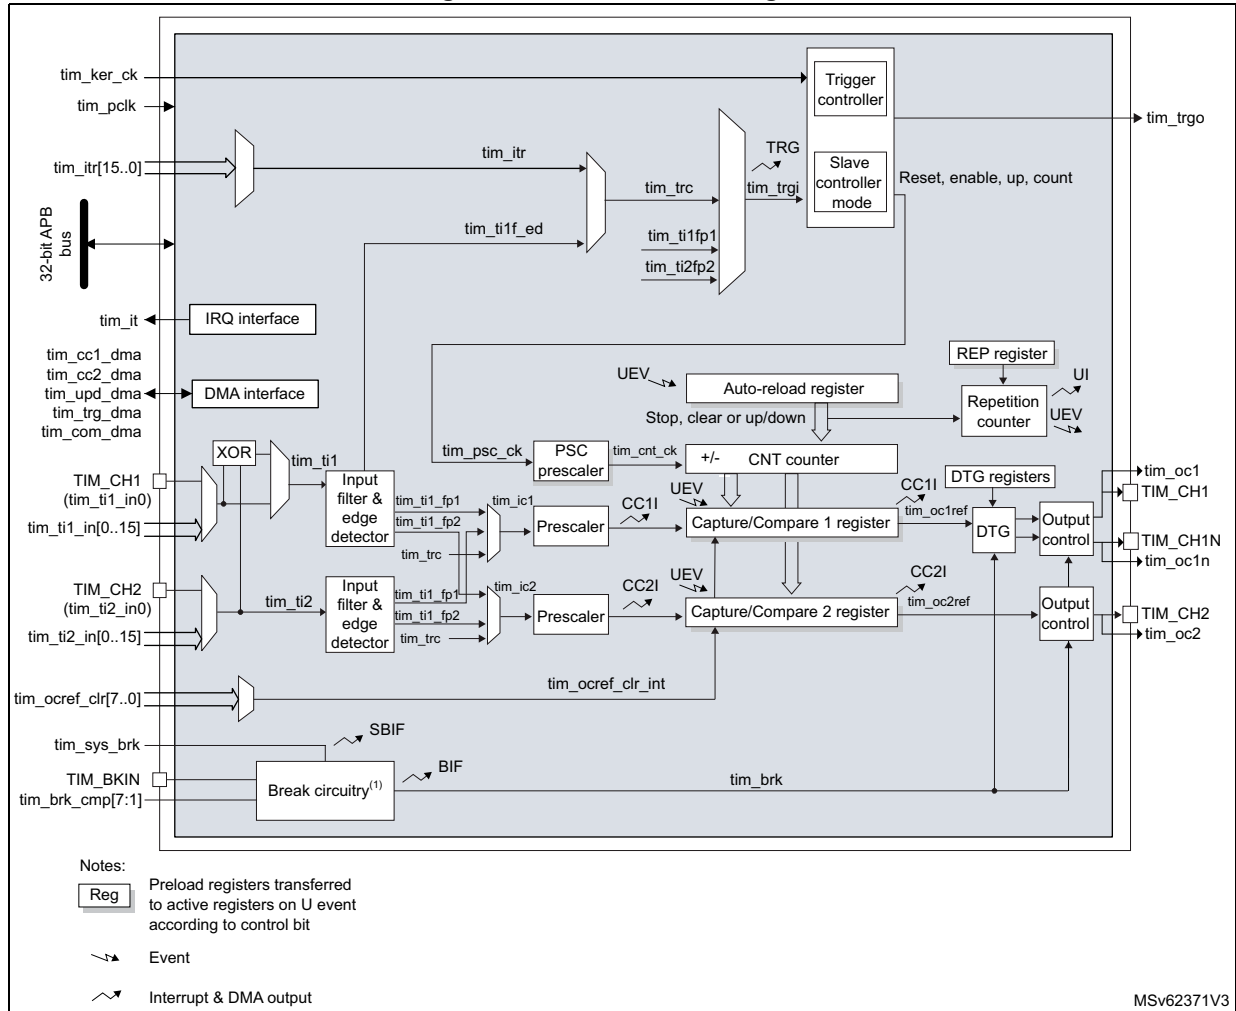 tim_ker_ck
tim_pclk
tim_itr[15..0]
32-bit APB
bus
tim_it
IRQ interface
tim_cc1_dma
tim_cc2_dma
tim_upd_dma
tim_trg_dma
tim_com_dma
DMA interface
tim_itr
tim_ti1f_ed
tim_trc
tim_ti1fp1
tim_ti2fp2
TRG
tim_trgi
Trigger
controller
Slave
controller
mode
tim_trgo
Reset, enable, up, count
REP register
UI
Repetition
counter
UEV
UEV
Auto-reload register
Stop, clear or up/down
tim_psc_ck
PSC
prescaler
tim_cnt_ck
+/-
CNT counter
XOR
tim_ti1
TIM_CH1
(tim_ti1_in0)
tim_ti1_in[0..15]
Input
filter &
edge
detector
tim_ti1_fp1
tim_ti1_fp2
tim_trc
tim_ic1
Prescaler
CC1I
UEV
Capture/Compare 1 register
CC1I
tim_oc1ref
DTG registers
DTG
Output
control
tim_oc1
TIM_CH1
TIM_CH1N
tim_oc1n
TIM_CH2
(tim_ti2_in0)
tim_ti2_in[0..15]
tim_ti2
Input
filter &
edge
detector
tim_ti1_fp1
tim_ti1_fp2
tim_trc
tim_ic2
Prescaler
CC2I
UEV
Capture/Compare 2 register
CC2I
tim_oc2ref
Output
control
TIM_CH2
tim_oc2
tim_ocref_clr[7..0]
tim_ocref_clr_int
tim_sys_brk
SBIF
TIM_BKIN
tim_brk_cmp[7:1]
Break circuitry(1)
BIF
tim_brk
Notes:
Reg
Preload registers transferred
to active registers on U event
according to control bit
Event
Interrupt & DMA output
MSv62371V3